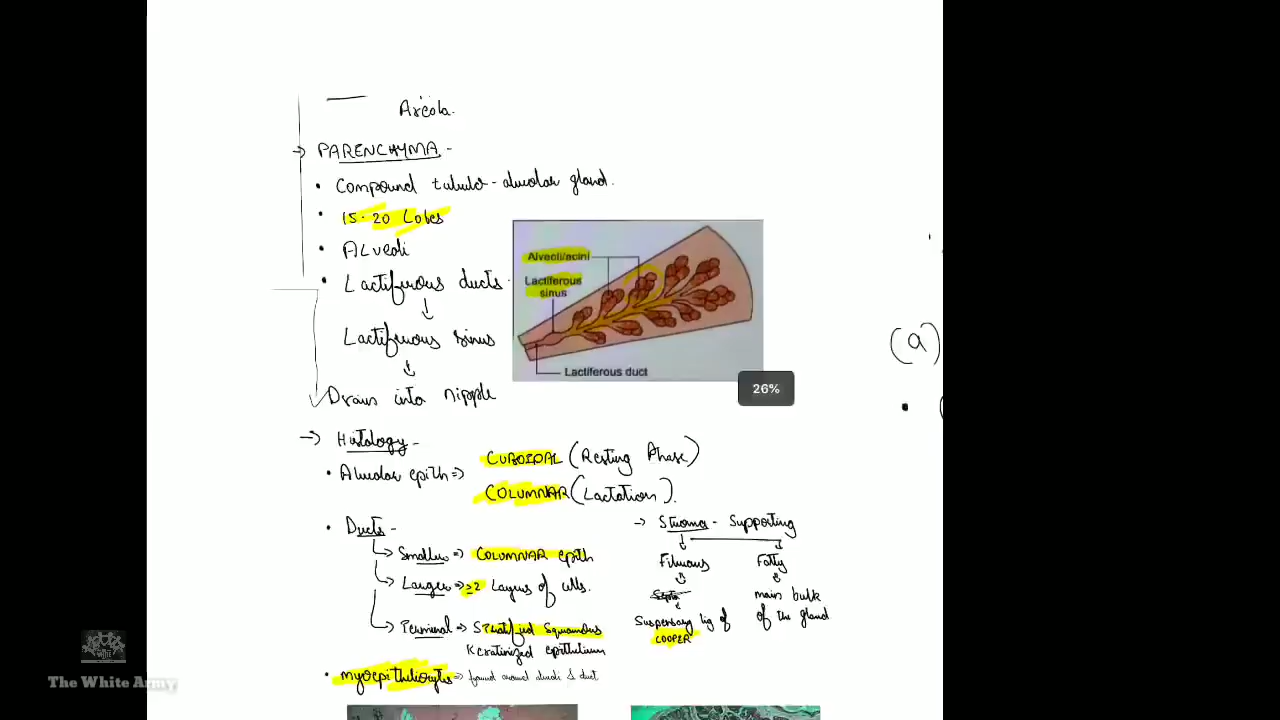 Areola.
→ PARENCHYMA -
• Compound tubulo-alveolar gland.
• 15-20 Lobes
• Alveoli
• Lactiferous ducts
↓
Lactiferous sinus
↓
Drains into nipple
Alveoli/acini
Lactiferous
sinus
Lactiferous duct
26%
(a)
→ Histology -
• Alveolar epith ⇒ CUBOIDAL (Resting Phase)
COLUMNAR (Lactation).
• Ducts -
Smaller ⇒ COLUMNAR epith
Larger ⇒ ≥2 Layers of cells.
Terminal ⇒ Stratified Squamous
Keratinized epithelium
• myoepitheliocytes ⇒ found around alveoli & duct
→ Stroma - Supporting
Fibrous
Septa
Suspensory lig of
COOPER
Fatty
main bulk
of the gland
The White Army